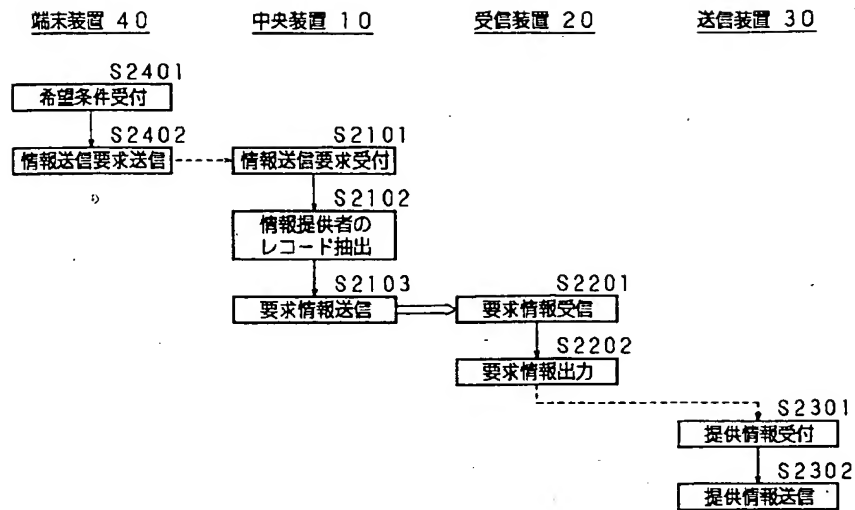 端末装置 40
中央装置 10
受信装置 20
送信装置 30
S2401
希望条件受付
S2402
情報送信要求送信
S2101
情報送信要求受付
S2102
情報提供者の
レコード抽出
S2103
要求情報送信
S2201
要求情報受信
S2202
要求情報出力
S2301
提供情報受付
S2302
提供情報送信